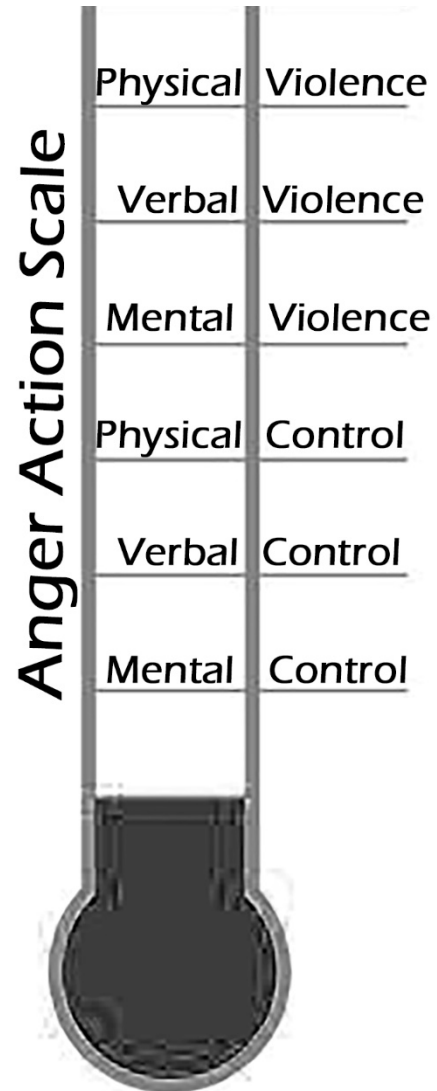 Anger Action Scale
Physical Violence
Verbal Violence
Mental Violence
Physical Control
Verbal Control
Mental Control